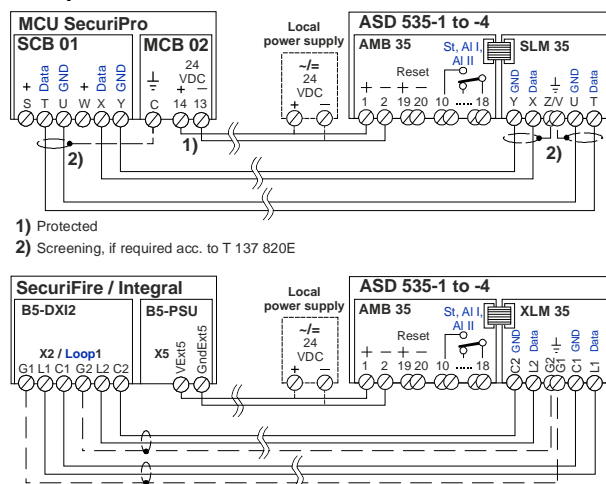 MCU SecuriPro
SCB 01
MCB 02
+ Data GND + Data GND
S T U W X Y
24
VDC
+ –
C 14 13
Local
power supply
~/=
24
VDC
+ –
ASD 535-1 to -4
AMB 35
St, Al I,
Al II
SLM 35
Reset
+ – + –
1 2 19 20 10 ..... 18
GND Data GND Data
Y X Z/V U T
2)
1)
2)
1) Protected
2) Screening, if required acc. to T 137 820E
SecuriFire / Integral
B5-DXI2
B5-PSU
X2 / Loop1
X5
G1 L1 C1 G2 L2 C2
VExt5
GndExt5
Local
power supply
~/=
24
VDC
+ –
ASD 535-1 to -4
AMB 35
St, Al I,
Al II
XLM 35
Reset
+ – + –
1 2 19 20 10 ..... 18
GND Data GND Data
C2 L2 G2 G1 C1 L1